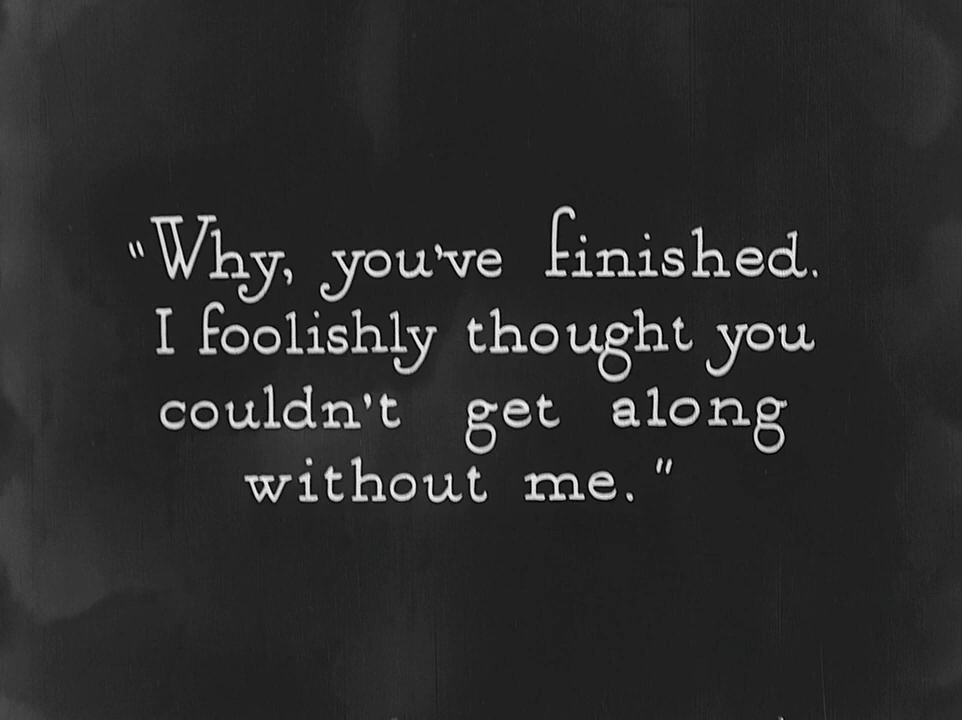 "Why, you've finished.
I foolishly thought you
couldn't get along
without me."